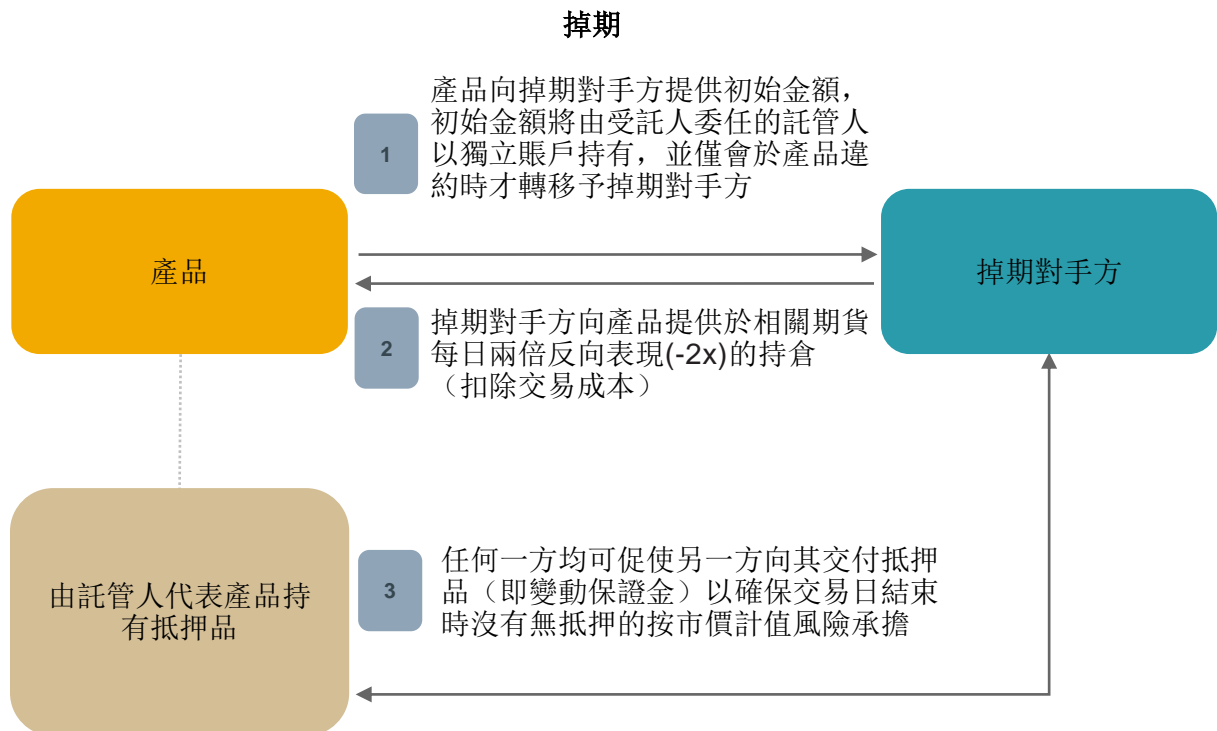 掉期
1
產品向掉期對手方提供初始金額，
初始金額將由受託人委任的託管人
以獨立賬戶持有，並僅會於產品違
約時才轉移予掉期對手方
產品
掉期對手方
2
掉期對手方向產品提供於相關期貨
每日兩倍反向表現(-2x)的持倉
（扣除交易成本）
由託管人代表產品持
有抵押品
3
任何一方均可促使另一方向其交付抵押
品（即變動保證金）以確保交易日結束
時沒有無抵押的按市價計值風險承擔